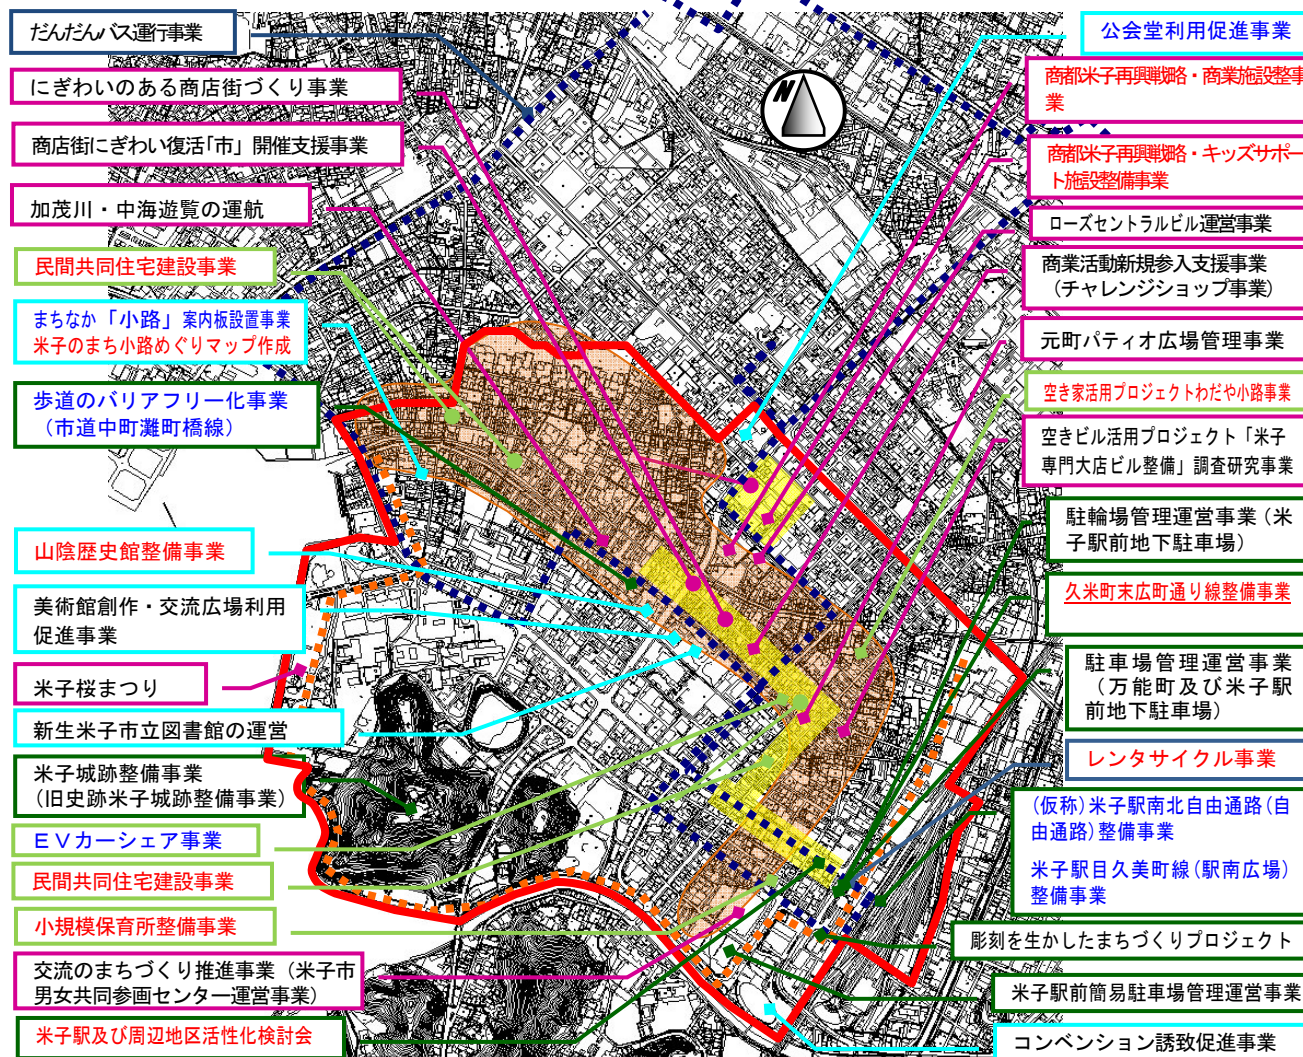 だんだんバス運行事業
にぎわいのある商店街づくり事業
商店街にぎわい復活「市」開催支援事業
加茂川・中海遊覧の運航
民間共同住宅建設事業
まちなか「小路」案内板設置事業
米子のまち小路めぐりマップ作成
歩道のバリアフリー化事業
（市道中町灘町橋線）
山陰歴史館整備事業
美術館創作・交流広場利用
促進事業
米子桜まつり
新生米子市立図書館の運営
米子城跡整備事業
(旧史跡米子城跡整備事業)
ＥＶカーシェア事業
民間共同住宅建設事業
小規模保育所整備事業
交流のまちづくり推進事業（米子市
男女共同参画センター運営事業）
米子駅及び周辺地区活性化検討会
N
公会堂利用促進事業
商都米子再興戦略・商業施設整事
業
商都米子再興戦略・キッズサポー
ト施設整備事業
ローズセントラルビル運営事業
商業活動新規参入支援事業
（チャレンジショップ事業）
元町パティオ広場管理事業
空き家活用プロジェクトわだや小路事業
空きビル活用プロジェクト「米子
専門大店ビル整備」調査研究事業
駐輪場管理運営事業（米
子駅前地下駐車場）
久米町末広町通り線整備事業
駐車場管理運営事業
（万能町及び米子駅
前地下駐車場）
レンタサイクル事業
(仮称)米子駅南北自由通路(自
由通路)整備事業
米子駅目久美町線(駅南広場)
整備事業
彫刻を生かしたまちづくりプロジェクト
米子駅前簡易駐車場管理運営事業
コンベンション誘致促進事業